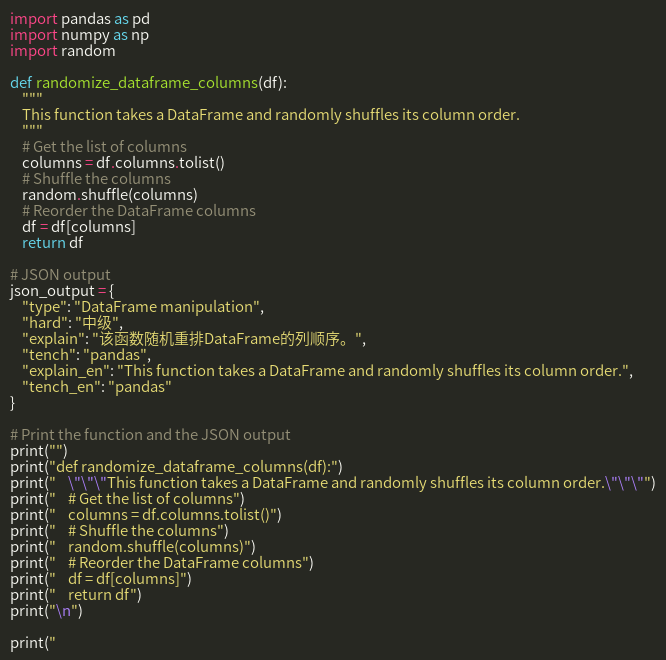 import pandas as pd
import numpy as np
import random

def randomize_dataframe_columns(df):
    """
    This function takes a DataFrame and randomly shuffles its column order.
    """
    # Get the list of columns
    columns = df.columns.tolist()
    # Shuffle the columns
    random.shuffle(columns)
    # Reorder the DataFrame columns
    df = df[columns]
    return df

# JSON output
json_output = {
    "type": "DataFrame manipulation",
    "hard": "中级",
    "explain": "该函数随机重排DataFrame的列顺序。",
    "tench": "pandas",
    "explain_en": "This function takes a DataFrame and randomly shuffles its column order.",
    "tench_en": "pandas"
}

# Print the function and the JSON output
print("")
print("def randomize_dataframe_columns(df):")
print("    \"\"\"This function takes a DataFrame and randomly shuffles its column order.\"\"\"")
print("    # Get the list of columns")
print("    columns = df.columns.tolist()")
print("    # Shuffle the columns")
print("    random.shuffle(columns)")
print("    # Reorder the DataFrame columns")
print("    df = df[columns]")
print("    return df")
print("\n")

print("